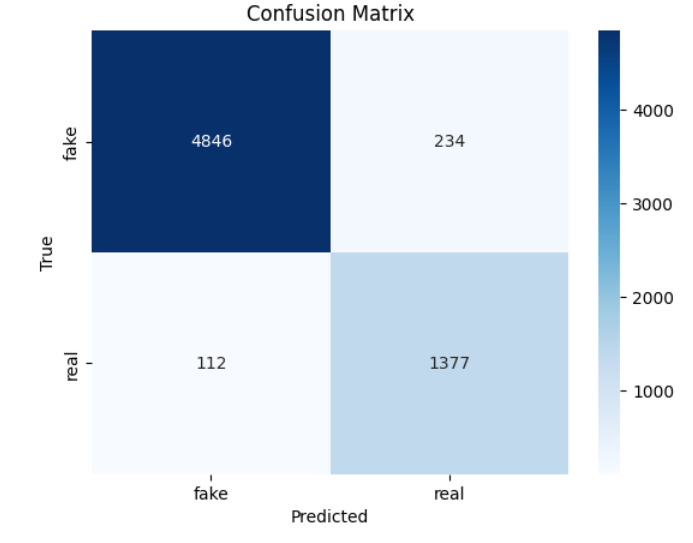 Confusion Matrix
fake
4846
234
real
112
1377
True
fake
real
Predicted
4000
3000
2000
1000